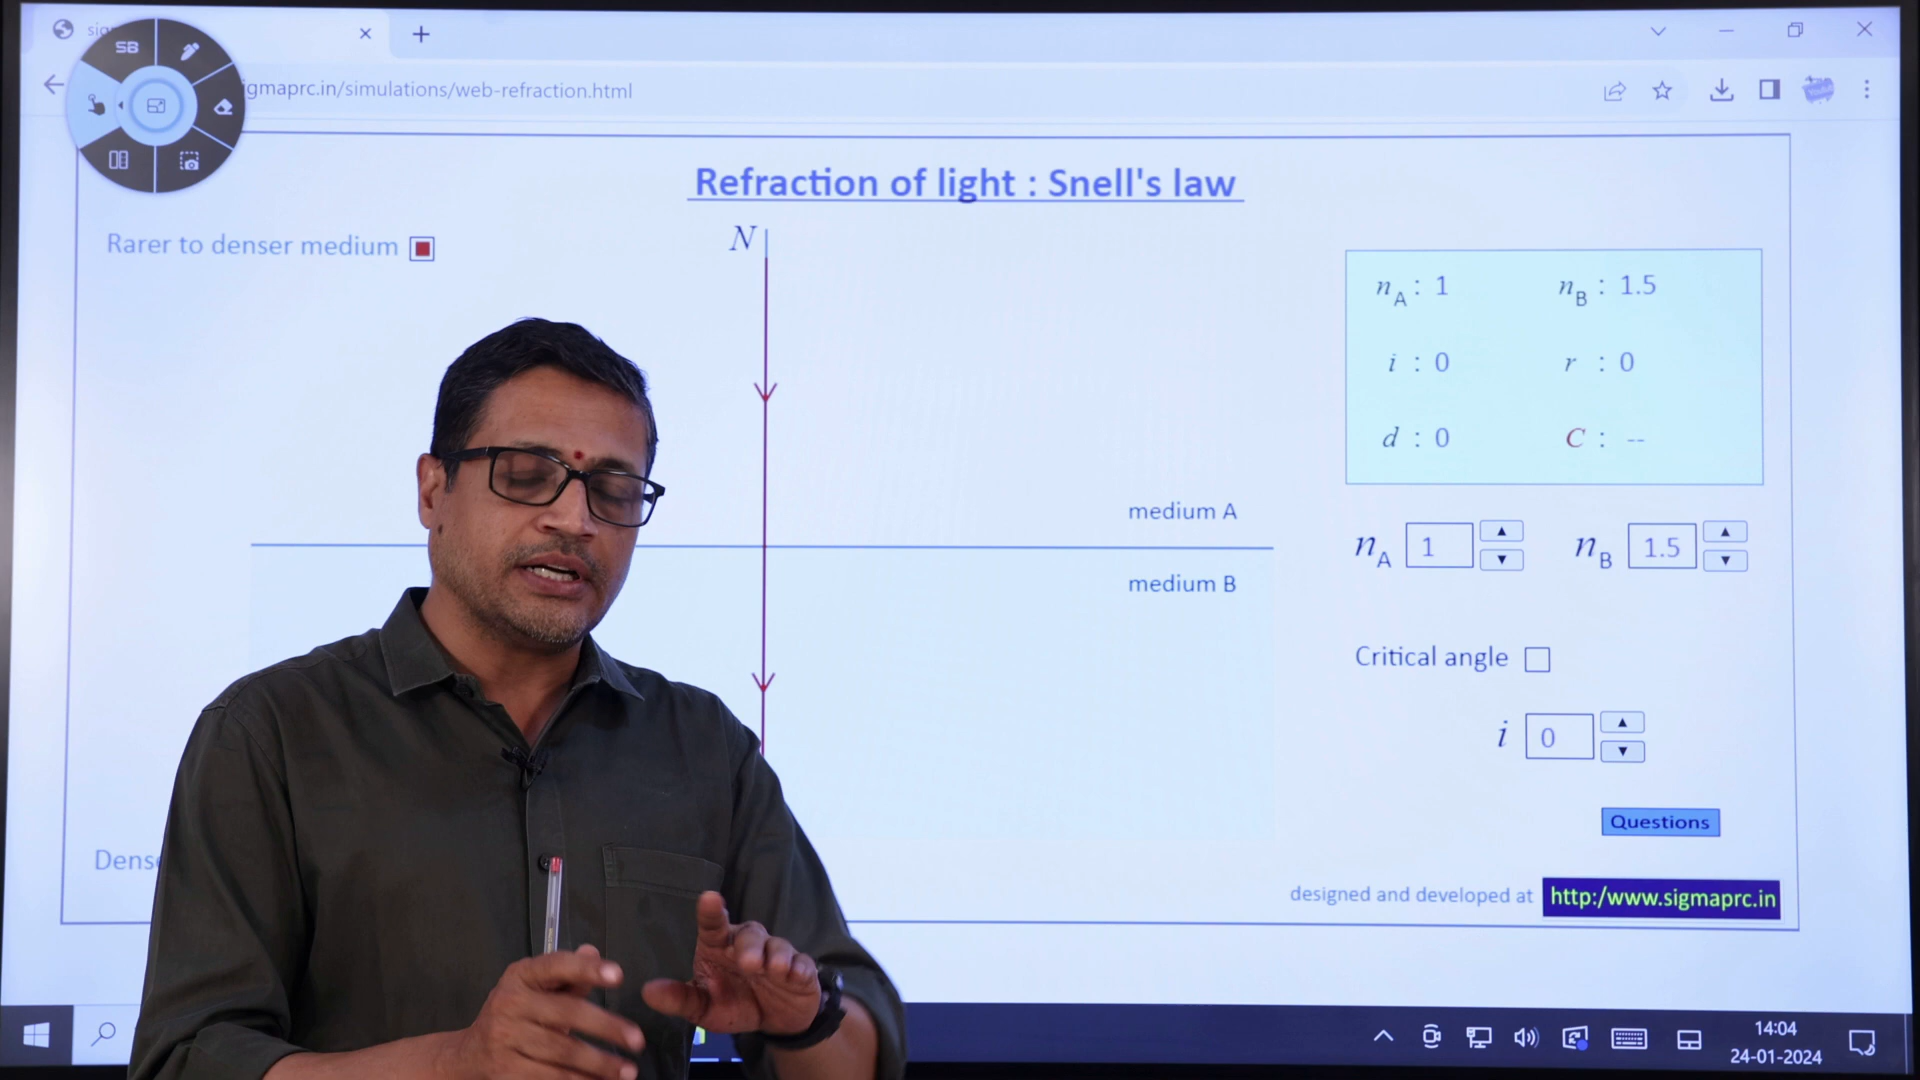 SB
igmaprc.in/simulations/web-refraction.html
Refraction of light : Snell's law
Rarer to denser medium
N
n_A : 1 n_B : 1.5
i : 0 r : 0
d : 0 C : --
medium A
medium B
n_A 1 n_B 1.5
Critical angle
i 0
Questions
Dens
designed and developed at http:/www.sigmaprc.in
14:04
24-01-2024